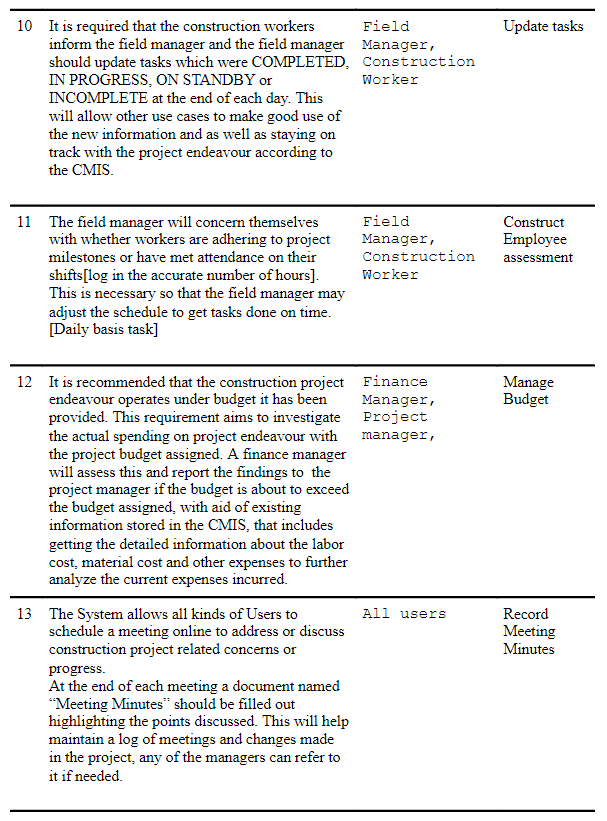 10 It is required that the construction workers
inform the field manager and the field manager
should update tasks which were COMPLETED,
IN PROGRESS, ON STANDBY or
INCOMPLETE at the end of each day. This
will allow other use cases to make good use of
the new information and as well as staying on
track with the project endeavour according to
the CMIS.
Field
Manager,
Construction
Worker
Update tasks
11 The field manager will concern themselves
with whether workers are adhering to project
milestones or have met attendance on their
shifts[log in the accurate number of hours].
This is necessary so that the field manager may
adjust the schedule to get tasks done on time.
[Daily basis task]
Field
Manager,
Construction
Worker
Construct
Employee
assessment
12 It is recommended that the construction project
endeavour operates under budget it has been
provided. This requirement aims to investigate
the actual spending on project endeavour with
the project budget assigned. A finance manager
will assess this and report the findings to the
project manager if the budget is about to exceed
the budget assigned, with aid of existing
information stored in the CMIS, that includes
getting the detailed information about the labor
cost, material cost and other expenses to further
analyze the current expenses incurred.
Finance
Manager,
Project
manager,
Manage
Budget
13 The System allows all kinds of Users to
schedule a meeting online to address or discuss
construction project related concerns or
progress.
At the end of each meeting a document named
“Meeting Minutes” should be filled out
highlighting the points discussed. This will help
maintain a log of meetings and changes made
in the project, any of the managers can refer to
it if needed.
All users
Record
Meeting
Minutes